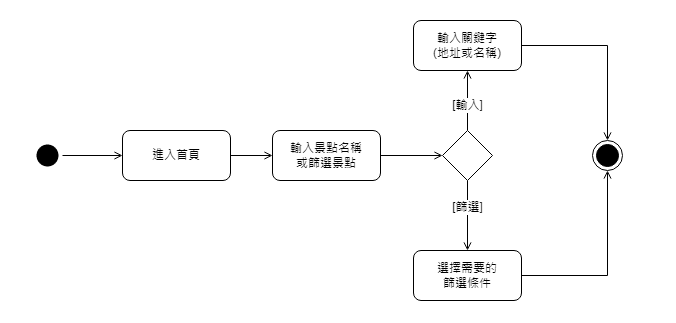 輸入關鍵字
(地址或名稱)
[輸入]
進入首頁
輸入景點名稱
或篩選景點
[篩選]
選擇需要的
篩選條件